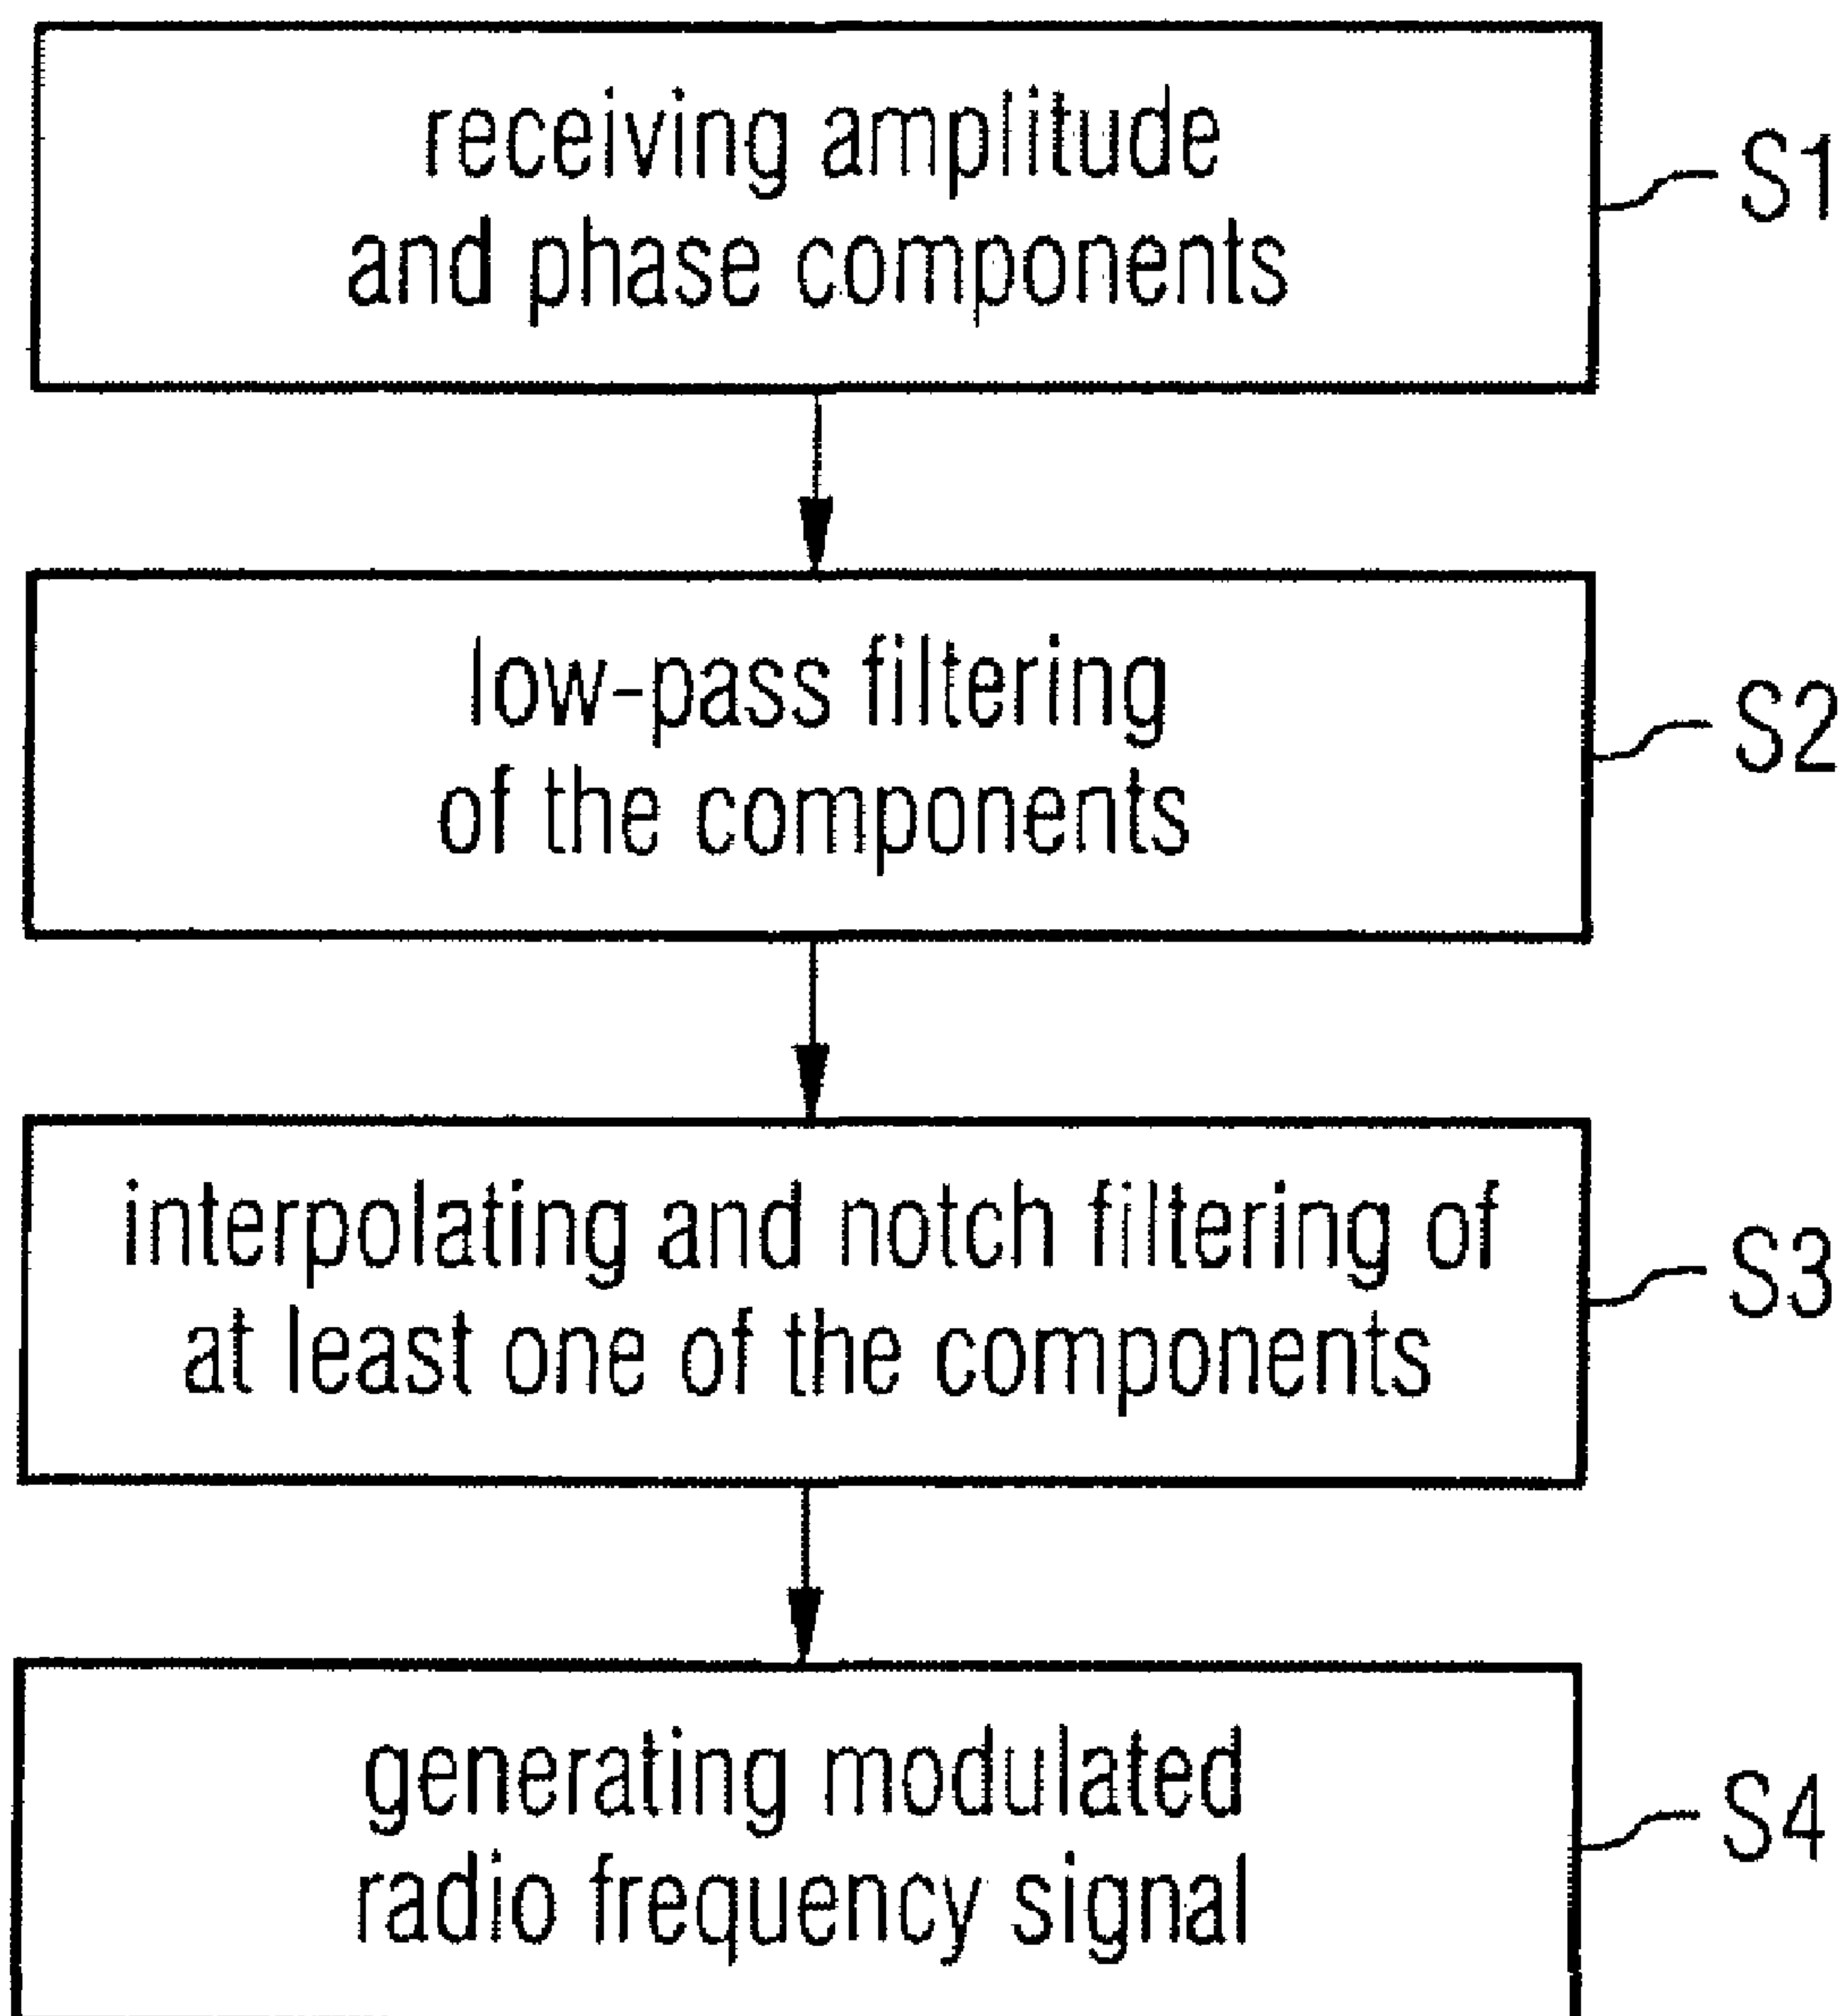 receiving amplitude
and phase components
S1
low-pass filtering
of the components
S2
interpolating and notch filtering of
at least one of the components
S3
generating modulated
radio frequency signal
S4